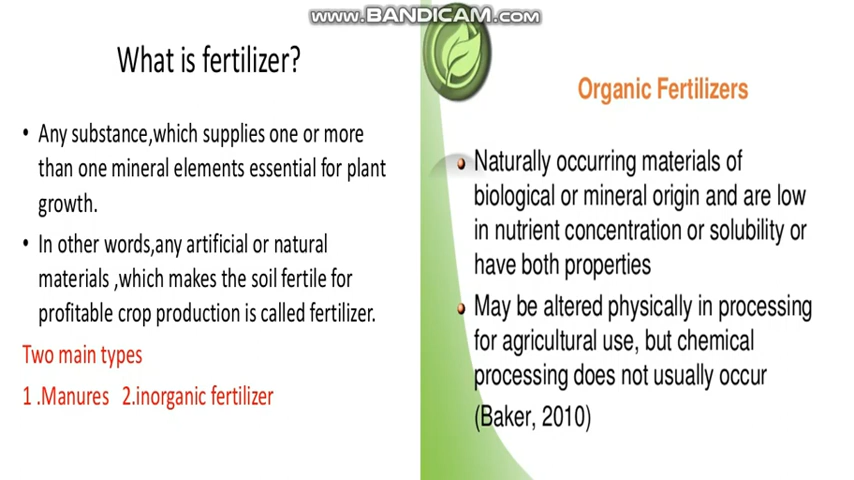 www.BANDICAM.com
What is fertilizer?
• Any substance,which supplies one or more
than one mineral elements essential for plant
growth.
• In other words,any artificial or natural
materials ,which makes the soil fertile for
profitable crop production is called fertilizer.
Two main types
1 .Manures 2.inorganic fertilizer
Organic Fertilizers
Naturally occurring materials of
biological or mineral origin and are low
in nutrient concentration or solubility or
have both properties
May be altered physically in processing
for agricultural use, but chemical
processing does not usually occur
(Baker, 2010)